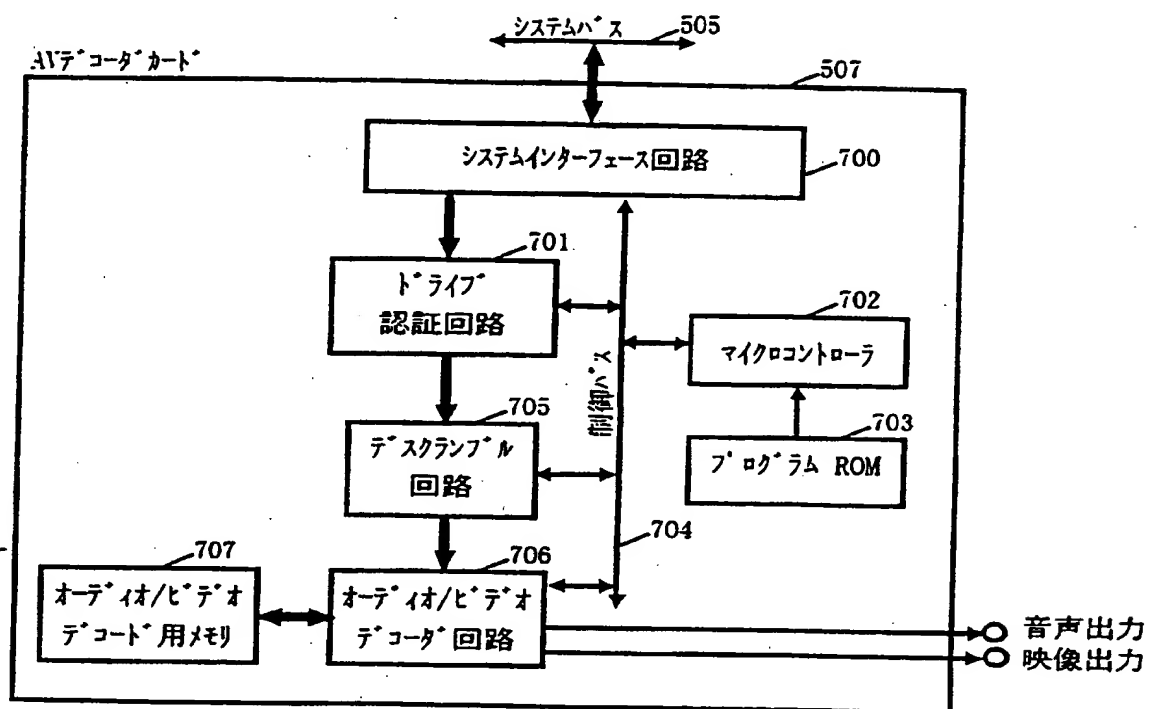 システムバス
505
AVデコーダカード
507
システムインターフェース回路
700
701
ドライブ
認証回路
702
マイクロコントローラ
制御バス
705
デスクランブル
回路
703
プログラム ROM
704
707
オーディオ/ビデオ
デコード用メモリ
706
オーディオ/ビデオ
デコーダ回路
音声出力
映像出力